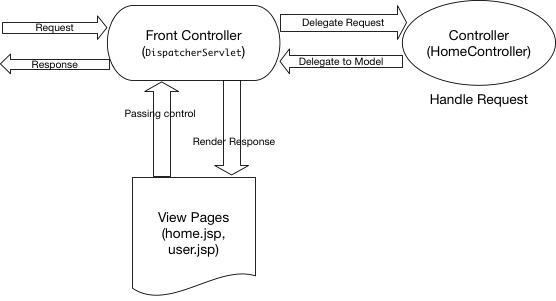 Request
Response
Front Controller
(DispatcherServlet)
Delegate Request
Delegate to Model
Controller
(HomeController)
Handle Request
Passing control
Render Response
View Pages
(home.jsp,
user.jsp)